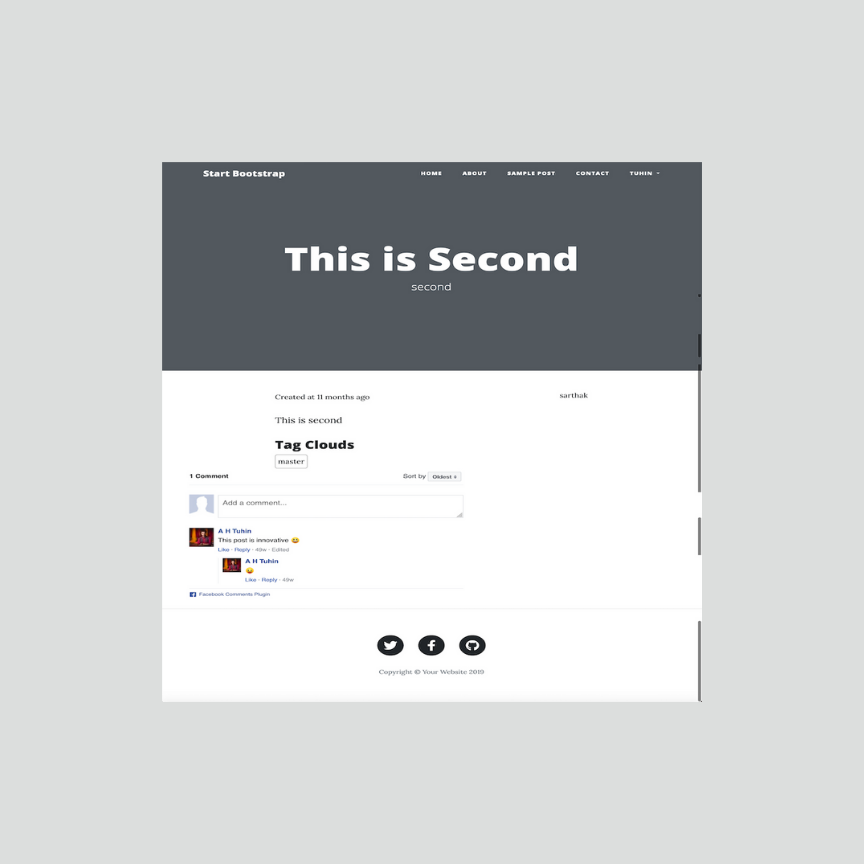 Start Bootstrap HOME ABOUT SAMPLE POST CONTACT TUHIN
This is Second
second
Created at 11 months ago sarthak
This is second
Tag Clouds
master
1 Comment Sort by Oldest
Add a comment...
A H Tuhin
This post is innovative 😂
Like · Reply · 49w · Edited
A H Tuhin
😂
Like · Reply · 49w
Facebook Comments Plugin
Copyright © Your Website 2019